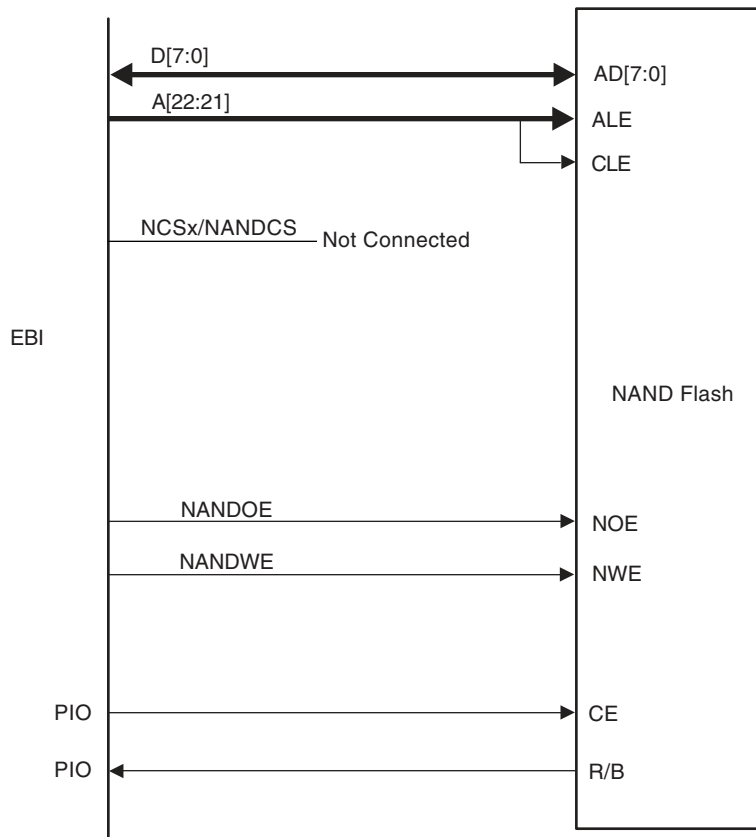 D[7:0]
AD[7:0]
A[22:21]
ALE
CLE
NCSx/NANDCS
Not Connected
EBI
NAND Flash
NANDOE
NOE
NANDWE
NWE
PIO
CE
PIO
R/B